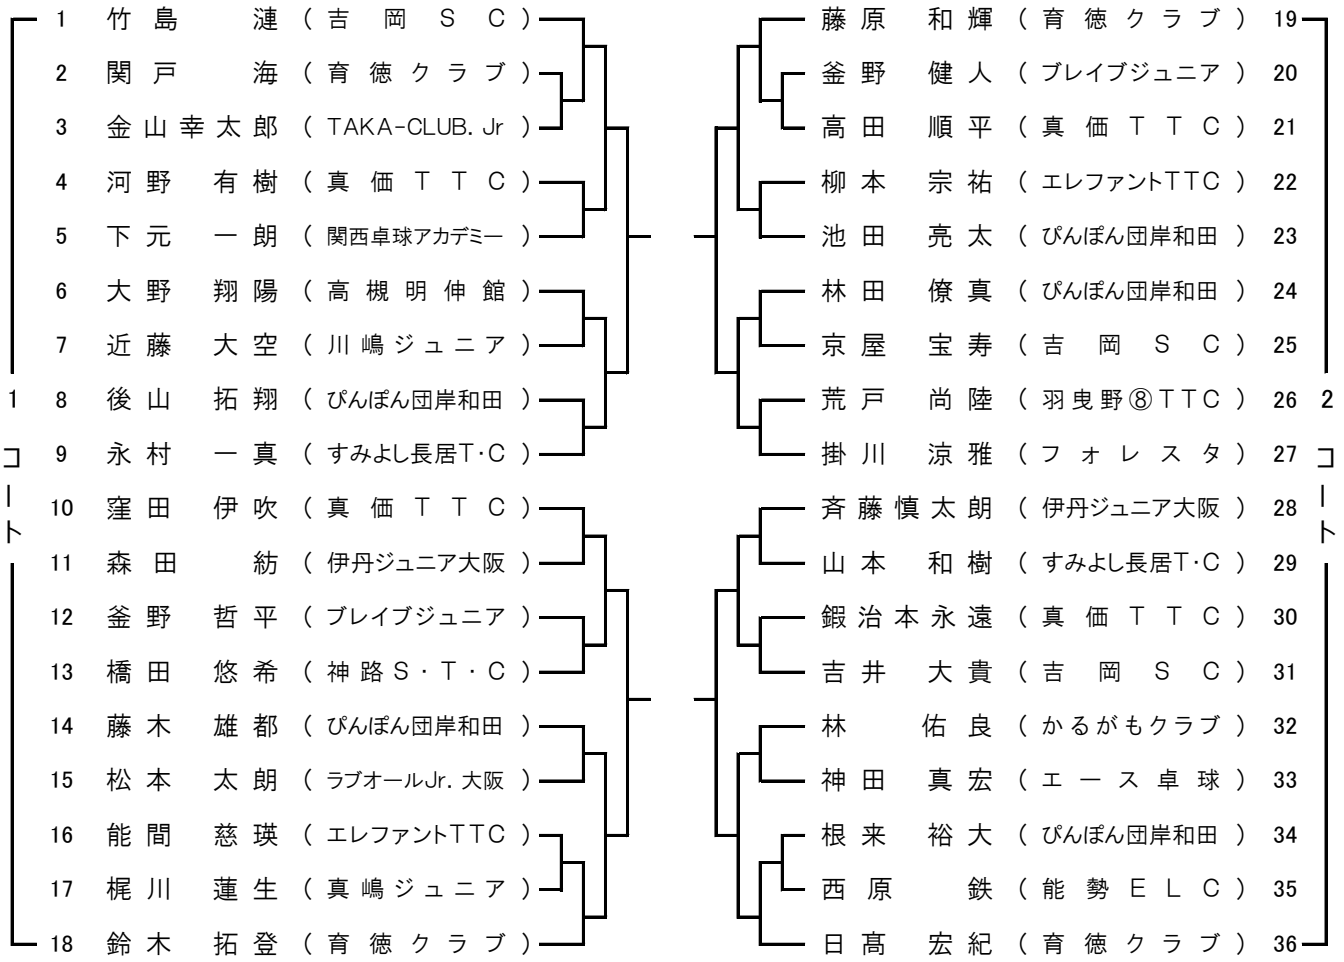 1 竹島 漣 (吉岡SC)
2 関戸 海 (育徳クラブ)
3 金山幸太郎 (TAKA-CLUB.Jr)
4 河野 有樹 (真価TTC)
5 下元 一朗 (関西卓球アカデミー)
6 大野 翔陽 (高槻明伸館)
7 近藤 大空 (川嶋ジュニア)
8 後山 拓翔 (ぴんぽん団岸和田)
9 永村 一真 (すみよし長居T・C)
10 窪田 伊吹 (真価TTC)
11 森田 紡 (伊丹ジュニア大阪)
12 釜野 哲平 (ブレイブジュニア)
13 橋田 悠希 (神路S・T・C)
14 藤木 雄都 (ぴんぽん団岸和田)
15 松本 太朗 (ラブオールJr.大阪)
16 能間 慈瑛 (エレファントTTC)
17 梶川 蓮生 (真嶋ジュニア)
18 鈴木 拓登 (育徳クラブ)
1コート
藤原 和輝 (育徳クラブ) 19
釜野 健人 (ブレイブジュニア) 20
高田 順平 (真価TTC) 21
柳本 宗祐 (エレファントTTC) 22
池田 亮太 (ぴんぽん団岸和田) 23
林田 僚真 (ぴんぽん団岸和田) 24
京屋 宝寿 (吉岡SC) 25
荒戸 尚陸 (羽曳野⑧TTC) 26
掛川 涼雅 (フォレスタ) 27
斉藤慎太朗 (伊丹ジュニア大阪) 28
山本 和樹 (すみよし長居T・C) 29
鍜治本永遠 (真価TTC) 30
吉井 大貴 (吉岡SC) 31
林 佑良 (かるがもクラブ) 32
神田 真宏 (エース卓球) 33
根来 裕大 (ぴんぽん団岸和田) 34
西原 鉄 (能勢ELC) 35
日髙 宏紀 (育徳クラブ) 36
2コート